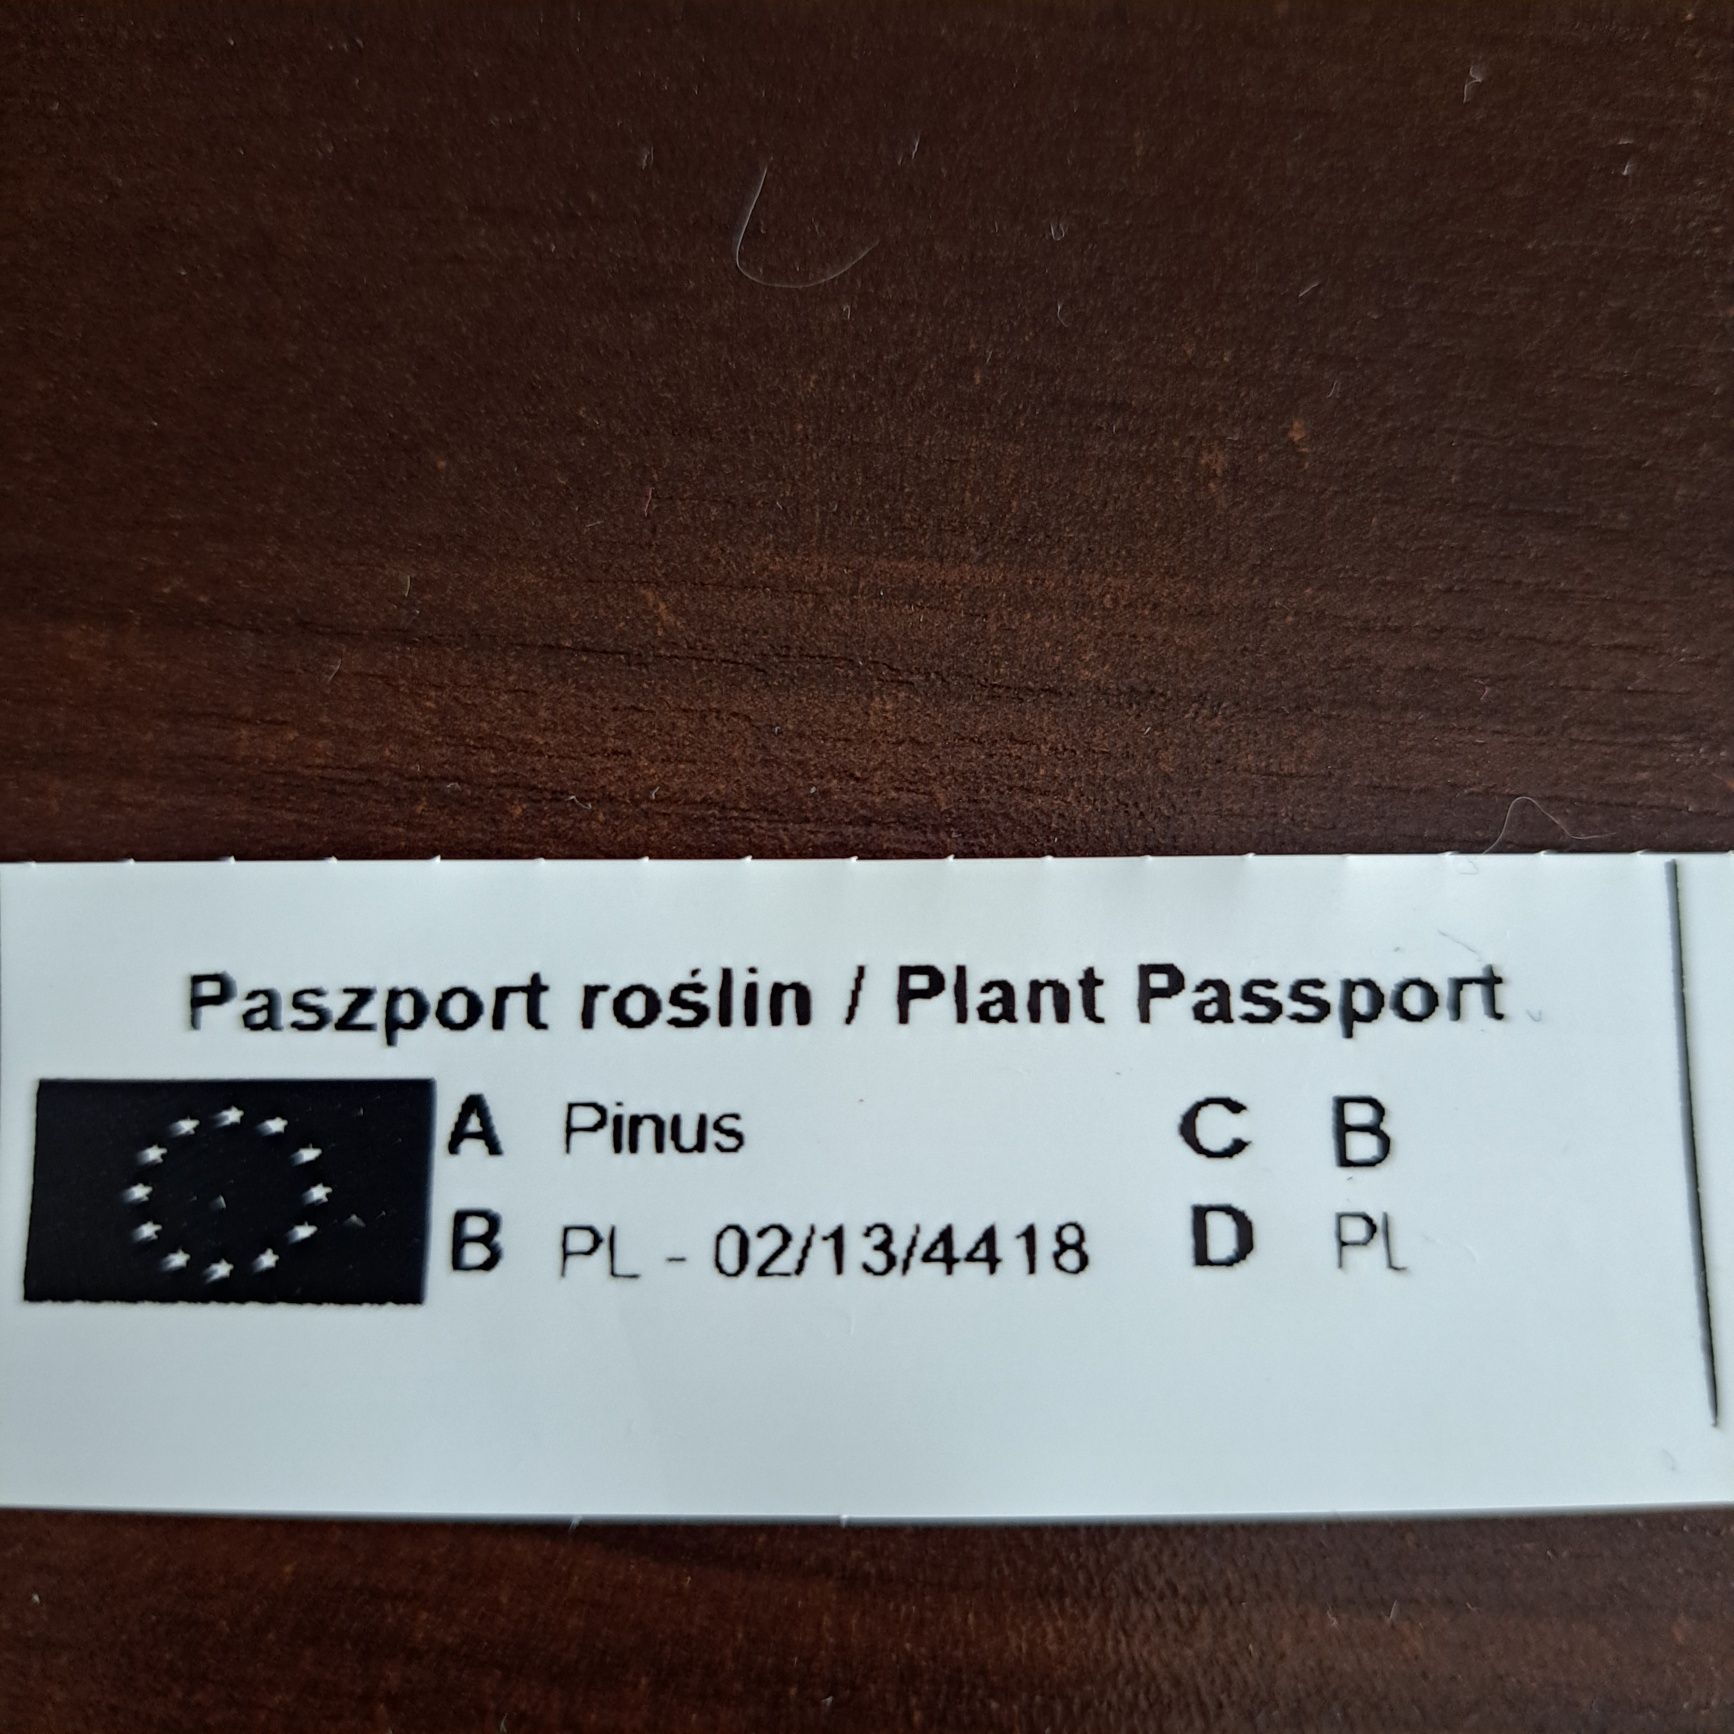 Paszport roślin / Plant Passport
A Pinus C B
B PL - 02/13/4418 D PL